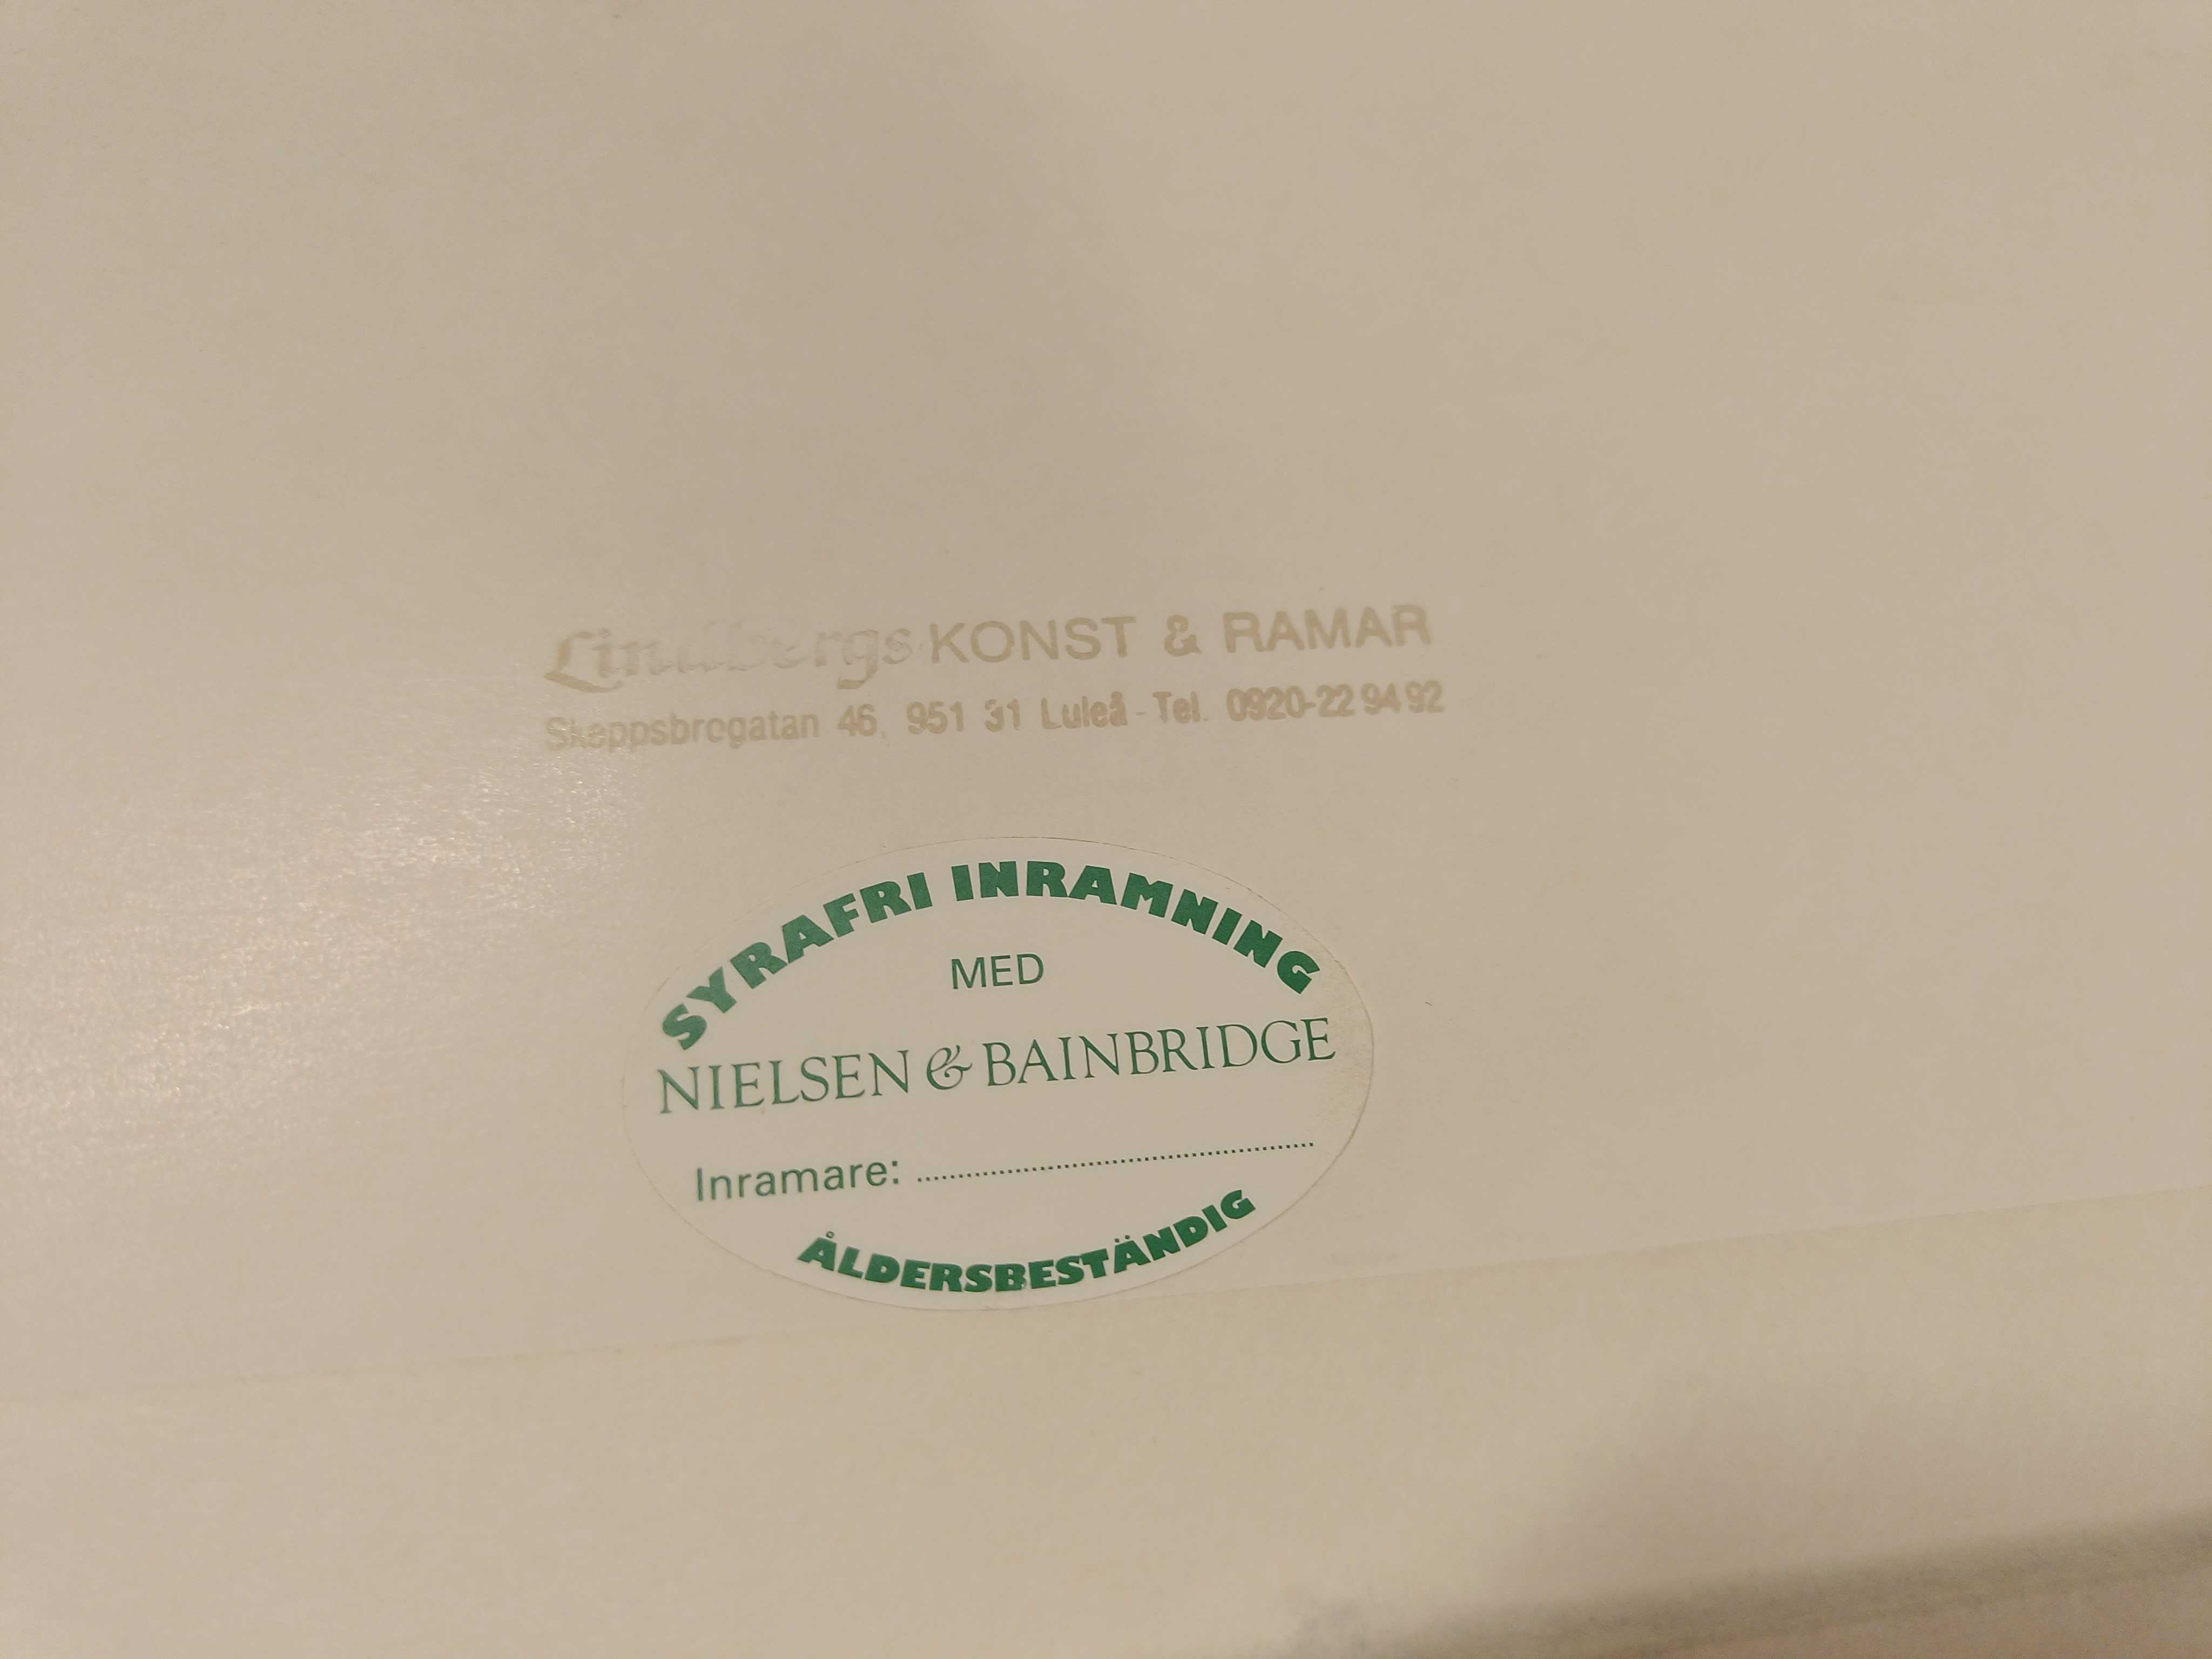 Lindbergs KONST & RAMAR
Skeppsbrogatan 46, 951 31 Luleå - Tel. 0920-22 94 92
SYRAFRI INRAMNING
MED
NIELSEN & BAINBRIDGE
Inramare: ........................................
ÅLDERSBESTÄNDIG